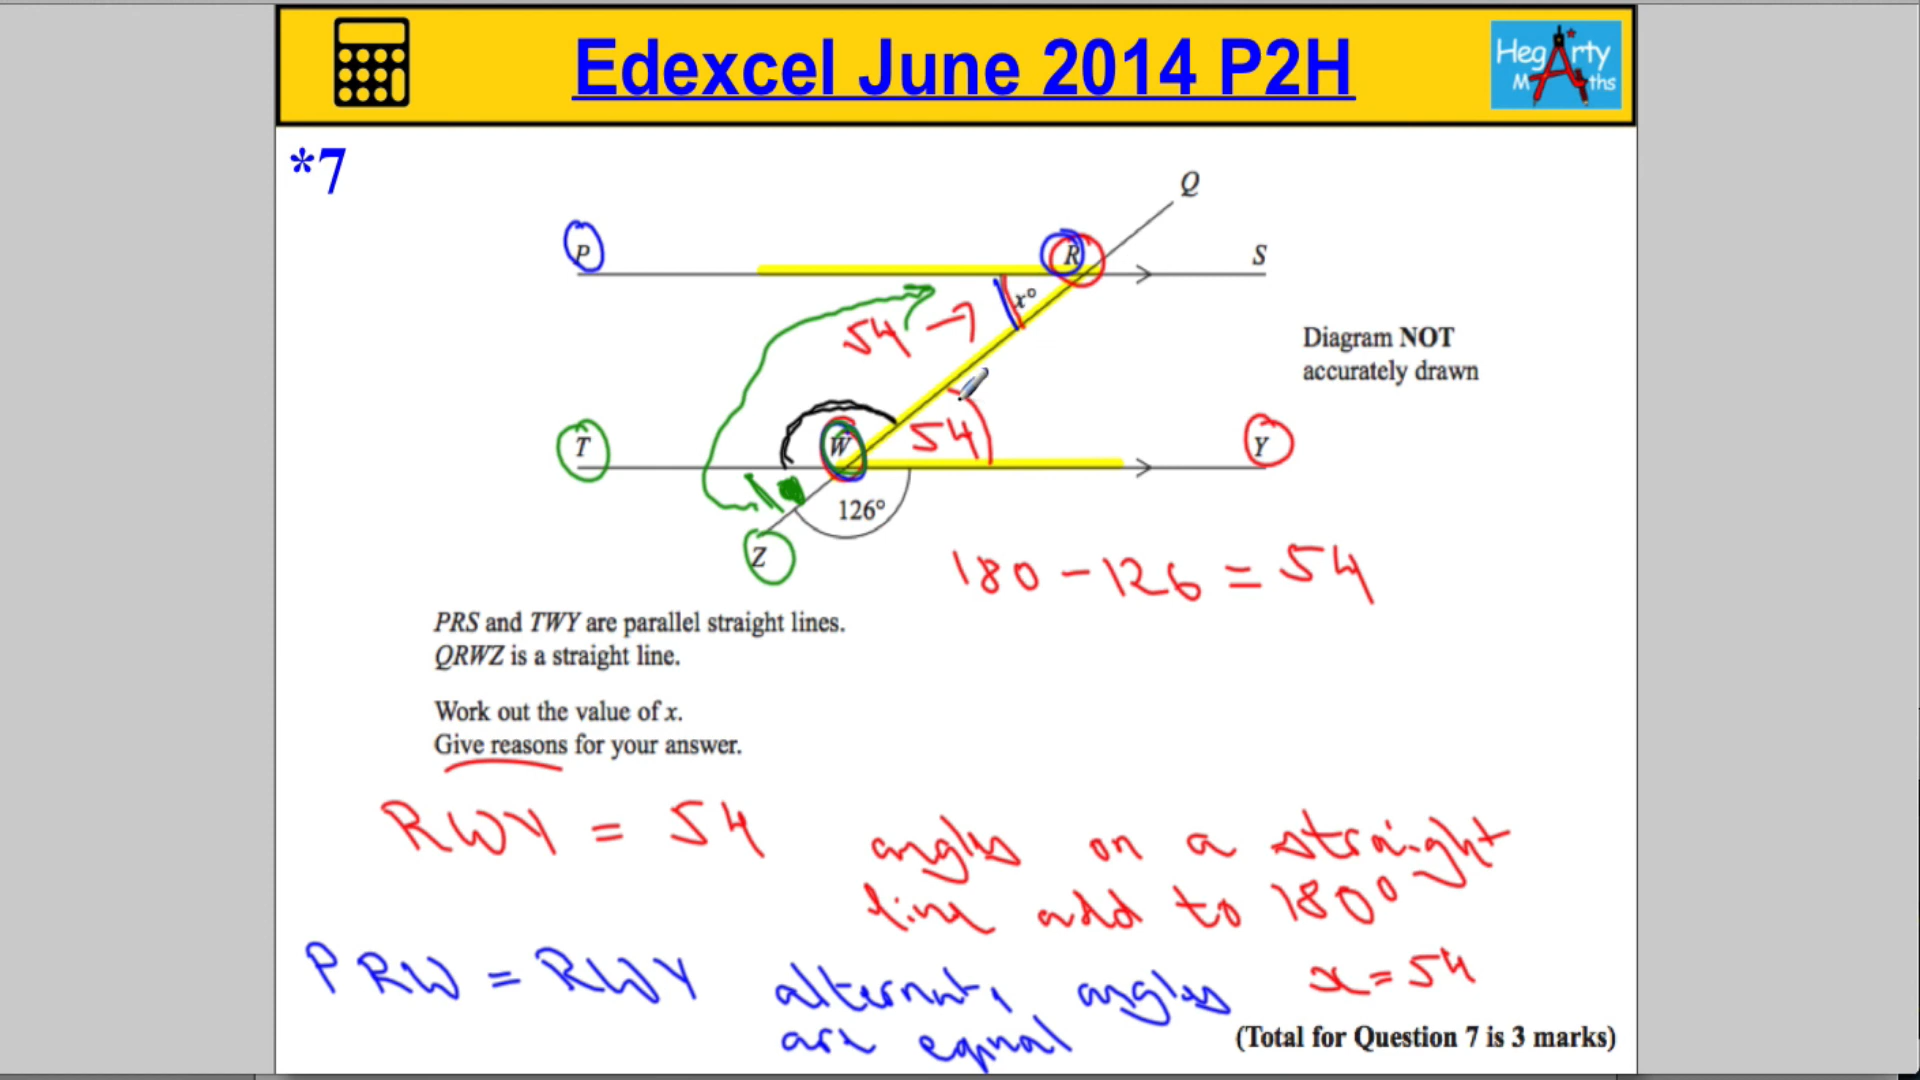 Edexcel June 2014 P2H
Hegarty
Maths
*7
Q
P
R
S
x°
54
Diagram NOT
accurately drawn
T
W
54
Y
126°
Z
180 - 126 = 54
PRS and TWY are parallel straight lines.
QRWZ is a straight line.
Work out the value of x.
Give reasons for your answer.
RWY = 54
angles on a straight
line add to 180°
PRW = RWY
alternate angles
are equal
x = 54
(Total for Question 7 is 3 marks)